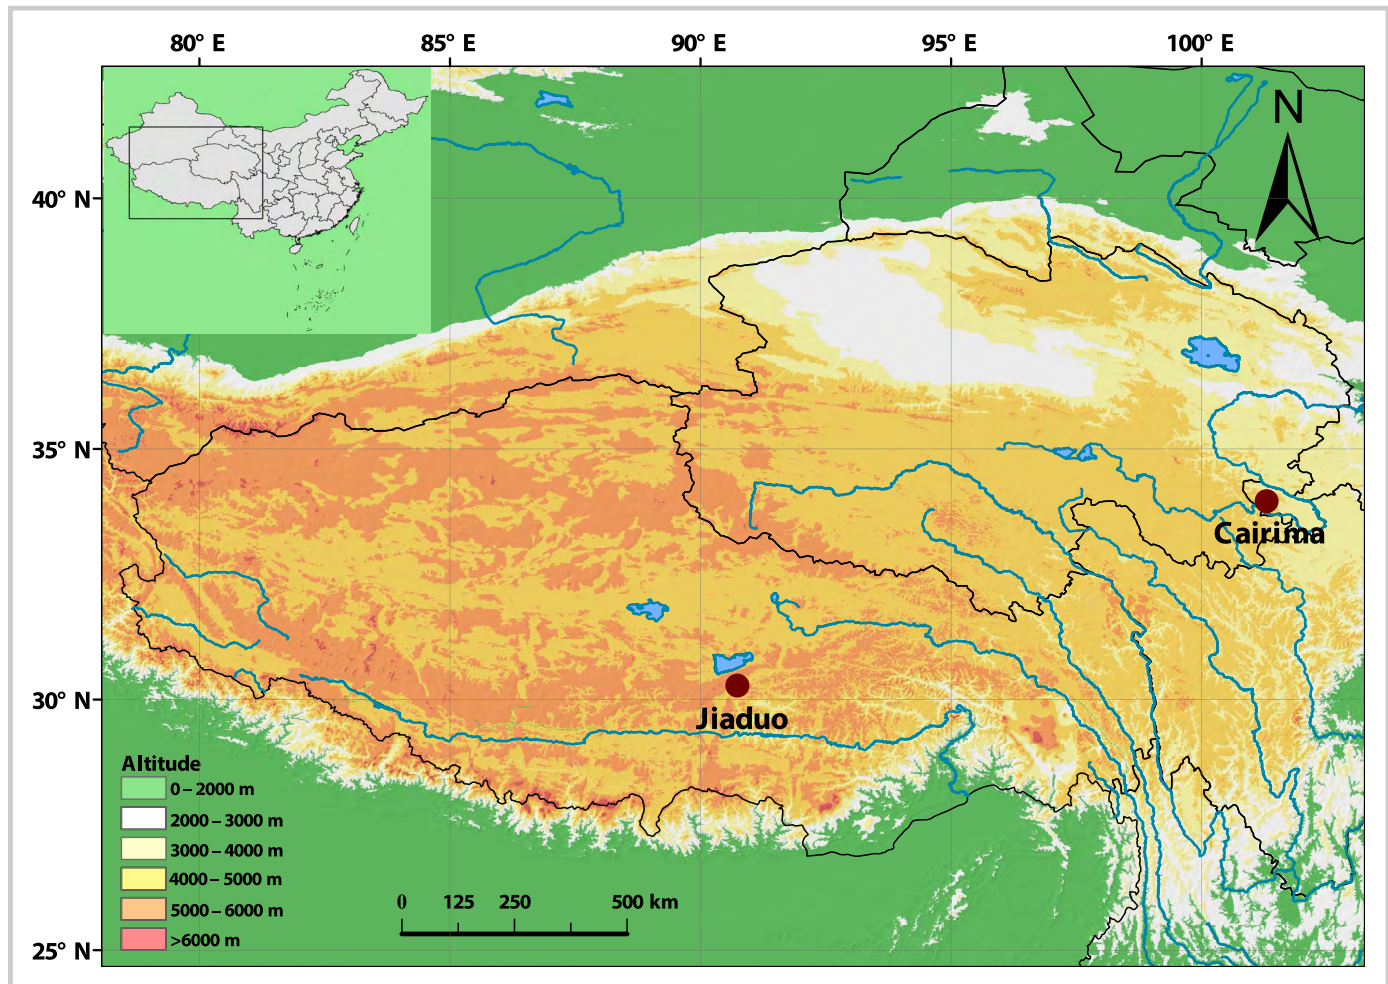 80° E 85° E 90° E 95° E 100° E
N
40° N
35° N
Cairima
30° N
Jiaduo
Altitude
0 – 2000 m
2000 – 3000 m
3000 – 4000 m
4000 – 5000 m
5000 – 6000 m
>6000 m
0 125 250 500 km
25° N